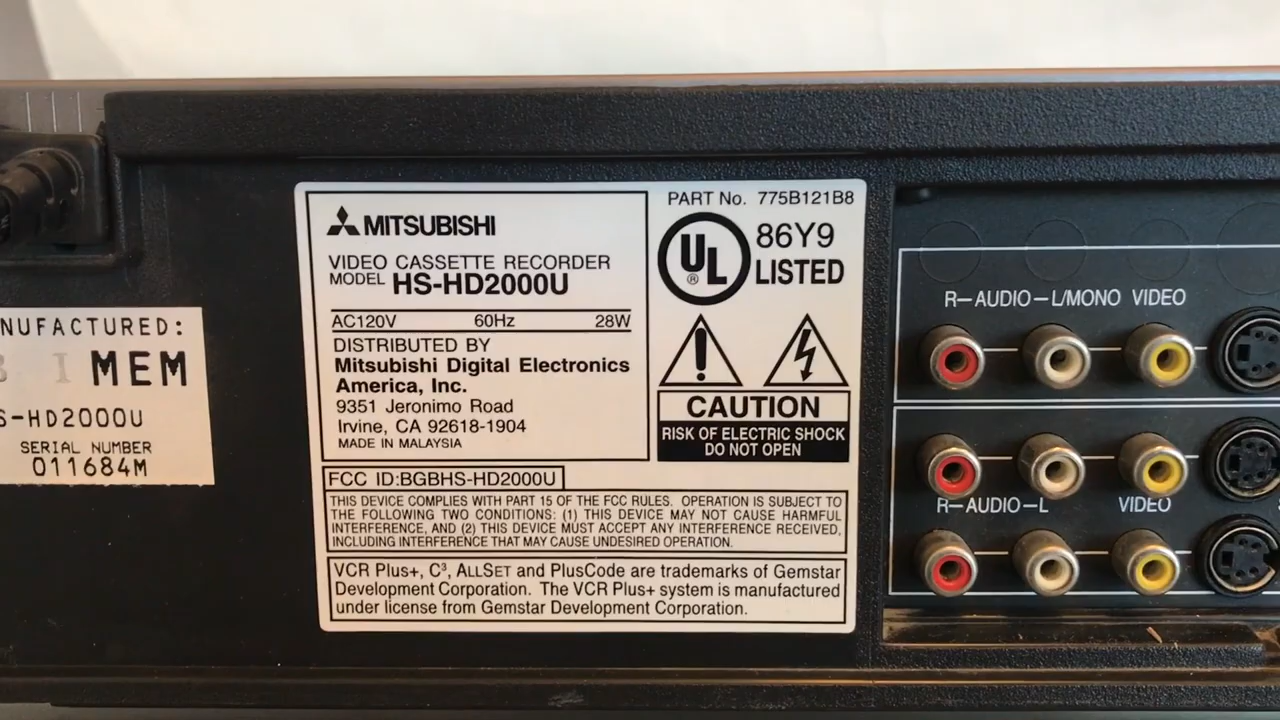 NUFACTURED:
I MEM
S-HD2000U
SERIAL NUMBER
011684M
MITSUBISHI
VIDEO CASSETTE RECORDER
MODEL HS-HD2000U
AC120V 60Hz 28W
DISTRIBUTED BY
Mitsubishi Digital Electronics
America, Inc.
9351 Jeronimo Road
Irvine, CA 92618-1904
MADE IN MALAYSIA
PART No. 775B121B8
UL ® 86Y9
LISTED
CAUTION
RISK OF ELECTRIC SHOCK
DO NOT OPEN
FCC ID:BGBHS-HD2000U
THIS DEVICE COMPLIES WITH PART 15 OF THE FCC RULES. OPERATION IS SUBJECT TO
THE FOLLOWING TWO CONDITIONS: (1) THIS DEVICE MAY NOT CAUSE HARMFUL
INTERFERENCE, AND (2) THIS DEVICE MUST ACCEPT ANY INTERFERENCE RECEIVED,
INCLUDING INTERFERENCE THAT MAY CAUSE UNDESIRED OPERATION.
VCR Plus+, C³, ALLSET and PlusCode are trademarks of Gemstar
Development Corporation. The VCR Plus+ system is manufactured
under license from Gemstar Development Corporation.
R-AUDIO-L/MONO VIDEO
R-AUDIO-L VIDEO